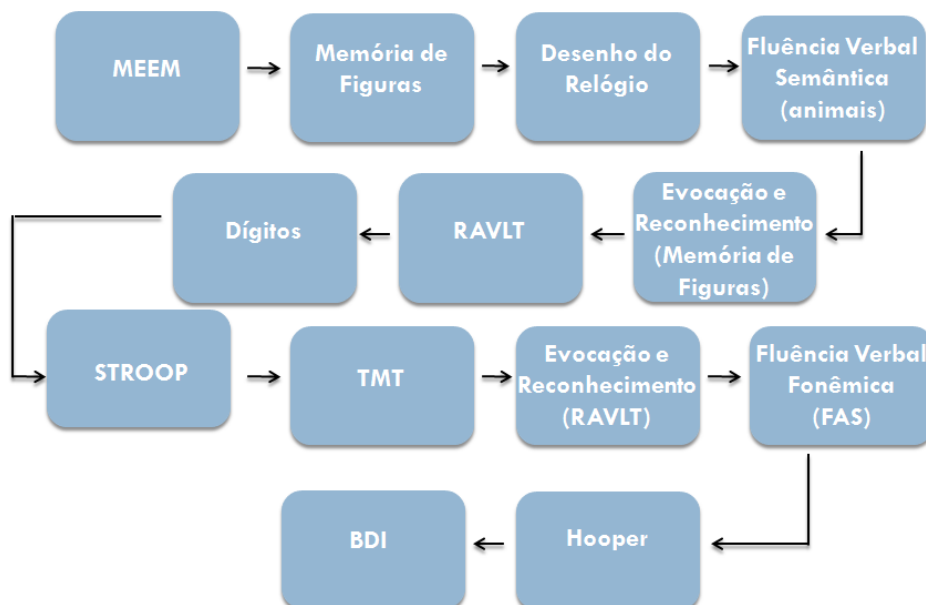 MEEM
Memória de
Figuras
Desenho do
Relógio
Fluência Verbal
Semântica
(animais)
Evocação e
Reconhecimento
(Memória de
Figuras)
RAVLT
Dígitos
STROOP
TMT
Evocação e
Reconhecimento
(RAVLT)
Fluência Verbal
Fonêmica
(FAS)
Hooper
BDI